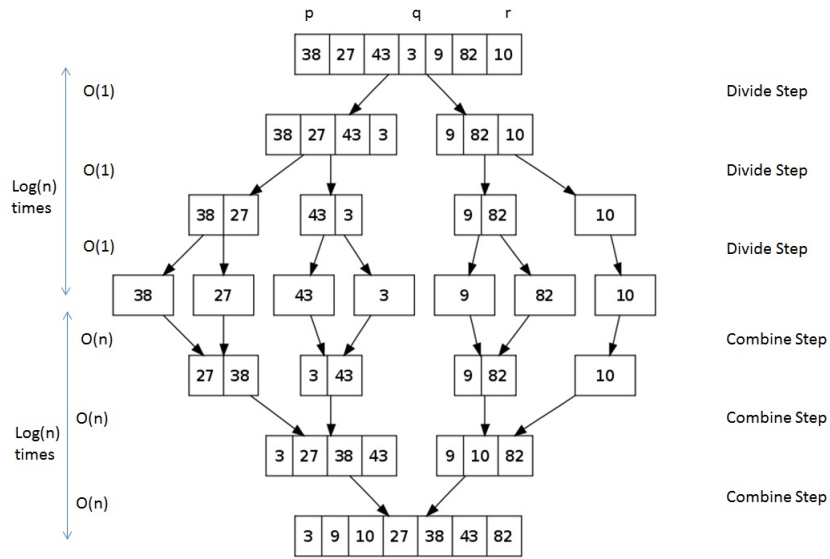 p q r
38 27 43 3 9 82 10
O(1) Divide Step
38 27 43 3 9 82 10
O(1) Divide Step
Log(n)
times
38 27 43 3 9 82 10
O(1) Divide Step
38 27 43 3 9 82 10
O(n) Combine Step
27 38 3 43 9 82 10
O(n) Combine Step
Log(n)
times
3 27 38 43 9 10 82
O(n) Combine Step
3 9 10 27 38 43 82